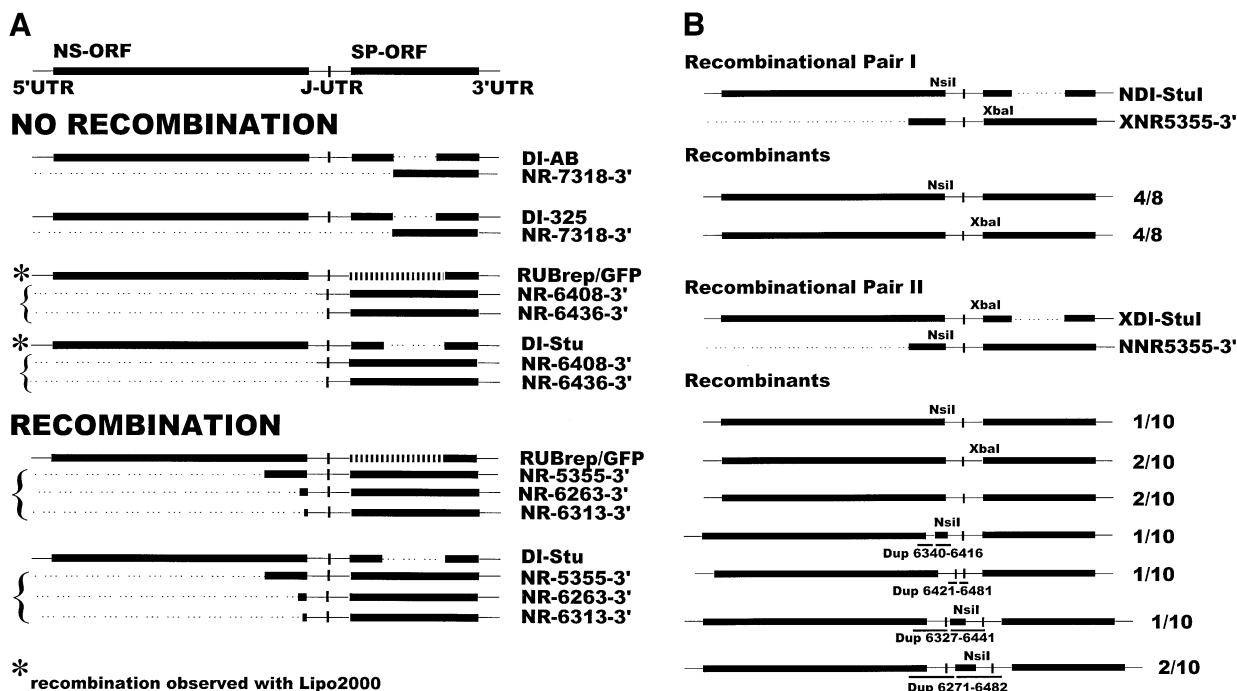 A
NS-ORF SP-ORF
5'UTR J-UTR 3'UTR
NO RECOMBINATION
DI-AB
NR-7318-3'
DI-325
NR-7318-3'
* RUBrep/GFP
{ NR-6408-3'
NR-6436-3'
* DI-Stu
{ NR-6408-3'
NR-6436-3'
RECOMBINATION
RUBrep/GFP
{ NR-5355-3'
NR-6263-3'
NR-6313-3'
DI-Stu
{ NR-5355-3'
NR-6263-3'
NR-6313-3'
* recombination observed with Lipo2000
B
Recombinational Pair I
NsiI
NDI-StuI
XbaI
XNR5355-3'
Recombinants
NsiI
4/8
XbaI
4/8
Recombinational Pair II
XbaI
XDI-StuI
NsiI
NNR5355-3'
Recombinants
NsiI
1/10
XbaI
2/10
2/10
NsiI
1/10
Dup 6340-6416
1/10
Dup 6421-6481
NsiI
1/10
Dup 6327-6441
NsiI
2/10
Dup 6271-6482